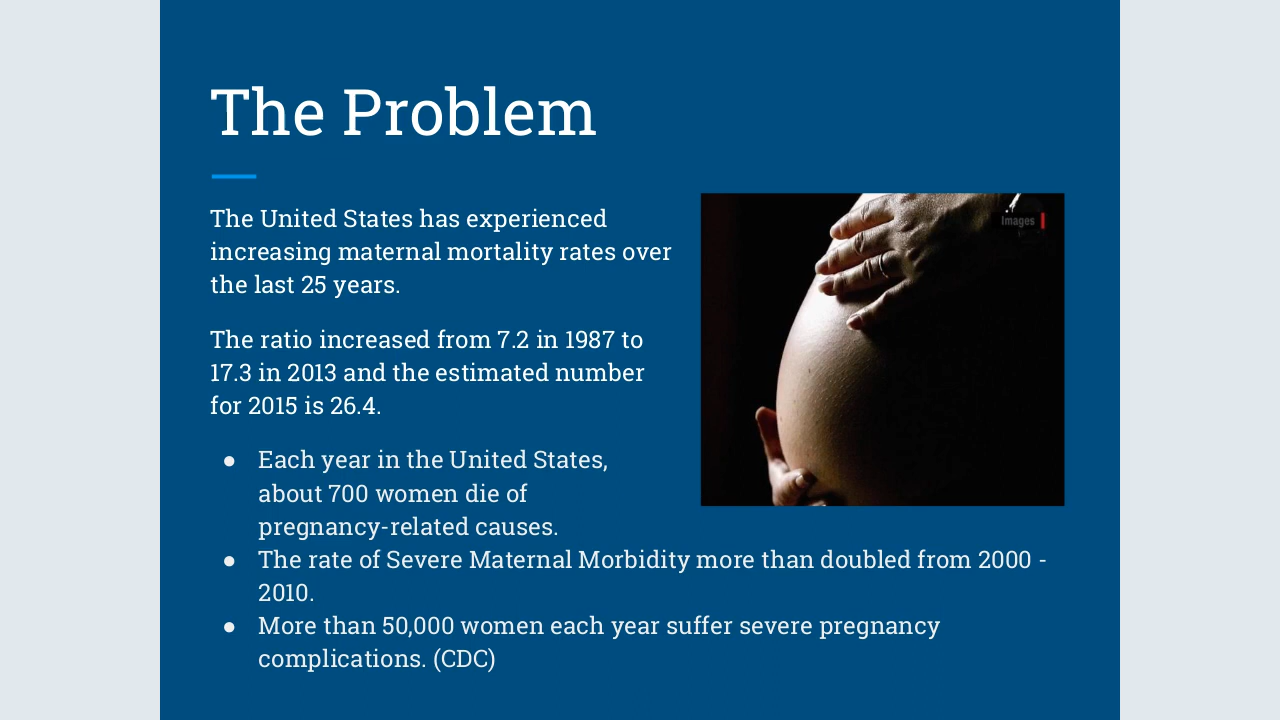 The Problem
The United States has experienced
increasing maternal mortality rates over
the last 25 years.
The ratio increased from 7.2 in 1987 to
17.3 in 2013 and the estimated number
for 2015 is 26.4.
● Each year in the United States,
about 700 women die of
pregnancy-related causes.
● The rate of Severe Maternal Morbidity more than doubled from 2000 -
2010.
● More than 50,000 women each year suffer severe pregnancy
complications. (CDC)
Images